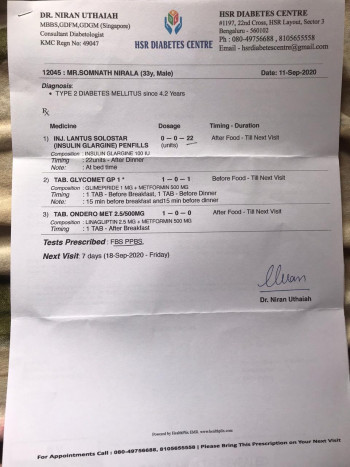 DR. NIRAN UTHAIAH
MBBS,GDFM,GDGM (Singapore)
Consultant Diabetologist
KMC Regn No: 49047
HSR DIABETES CENTRE
HSR DIABETES CENTRE
#1197, 22nd Cross, HSR Layout, Sector 3
Bengaluru - 560102
Ph : 080-49756688 , 8105655558
Email - hsrdiabetescentre@gmail.com
12045 : MR.SOMNATH NIRALA (33y, Male)
Date: 11-Sep-2020
Diagnosis:
• TYPE 2 DIABETES MELLITUS since 4.2 Years
℞
Medicine Dosage Timing - Duration
1) INJ. LANTUS SOLOSTAR (INSULIN GLARGINE) PENFILLS 0 -- 0 -- 22 (units) After Food - Till Next Visit
Composition : INSULIN GLARGINE 100 IU
Timing : 22units - After Dinner
Note: : At bed time
2) TAB. GLYCOMET GP 1 * 1 - 0 - 1 Before Food - Till Next Visit
Composition : GLIMEPIRIDE 1 MG + METFORMIN 500 MG
Timing : 1 TAB - Before Breakfast, 1 TAB - Before Dinner
Note: : 15 min before breakfast and15 min before dinner
3) TAB. ONDERO MET 2.5/500MG 1 - 0 - 0 After Food - Till Next Visit
Composition : LINAGLIPTIN 2.5 MG + METFORMIN 500 MG
Timing : 1 TAB - After Breakfast
Tests Prescribed : FBS PPBS,
Next Visit: 7 days (18-Sep-2020 - Friday)
Dr. Niran Uthaiah
For Appointments Call : 080-49756688, 8105655558 | Please Bring This Prescription on Your Next Visit